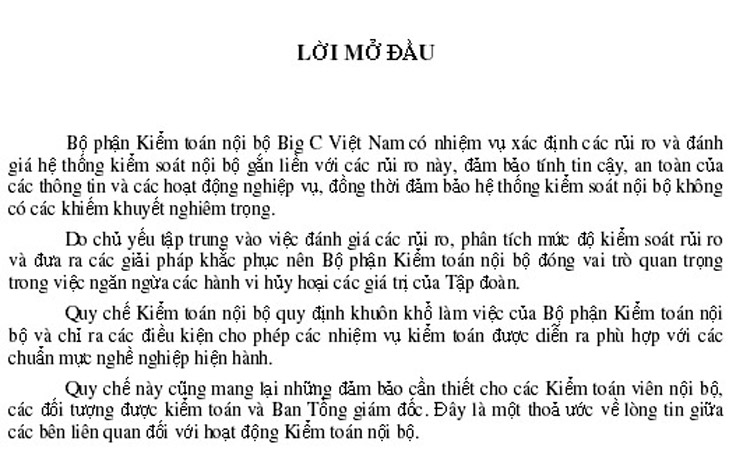 LỜI MỞ ĐẦU
Bộ phận Kiểm toán nội bộ Big C Việt Nam có nhiệm vụ xác định các rủi ro và đánh
giá hệ thống kiểm soát nội bộ gắn liền với các rủi ro này, đảm bảo tính tin cậy, an toàn của
các thông tin và các hoạt động nghiệp vụ, đồng thời đảm bảo hệ thống kiểm soát nội bộ không
có các khiếm khuyết nghiêm trọng.
Do chủ yếu tập trung vào việc đánh giá các rủi ro, phân tích mức độ kiểm soát rủi ro
và đưa ra các giải pháp khắc phục nên Bộ phận Kiểm toán nội bộ đóng vai trò quan trọng
trong việc ngăn ngừa các hành vi hủy hoại các giá trị của Tập đoàn.
Quy chế Kiểm toán nội bộ quy định khuôn khổ làm việc của Bộ phận Kiểm toán nội
bộ và chỉ ra các điều kiện cho phép các nhiệm vụ kiểm toán được diễn ra phù hợp với các
chuẩn mực nghề nghiệp hiện hành.
Quy chế này cũng mang lại những đảm bảo cần thiết cho các Kiểm toán viên nội bộ,
các đối tượng được kiểm toán và Ban Tổng giám đốc. Đây là một thoả ước về lòng tin giữa
các bên liên quan đối với hoạt động Kiểm toán nội bộ.